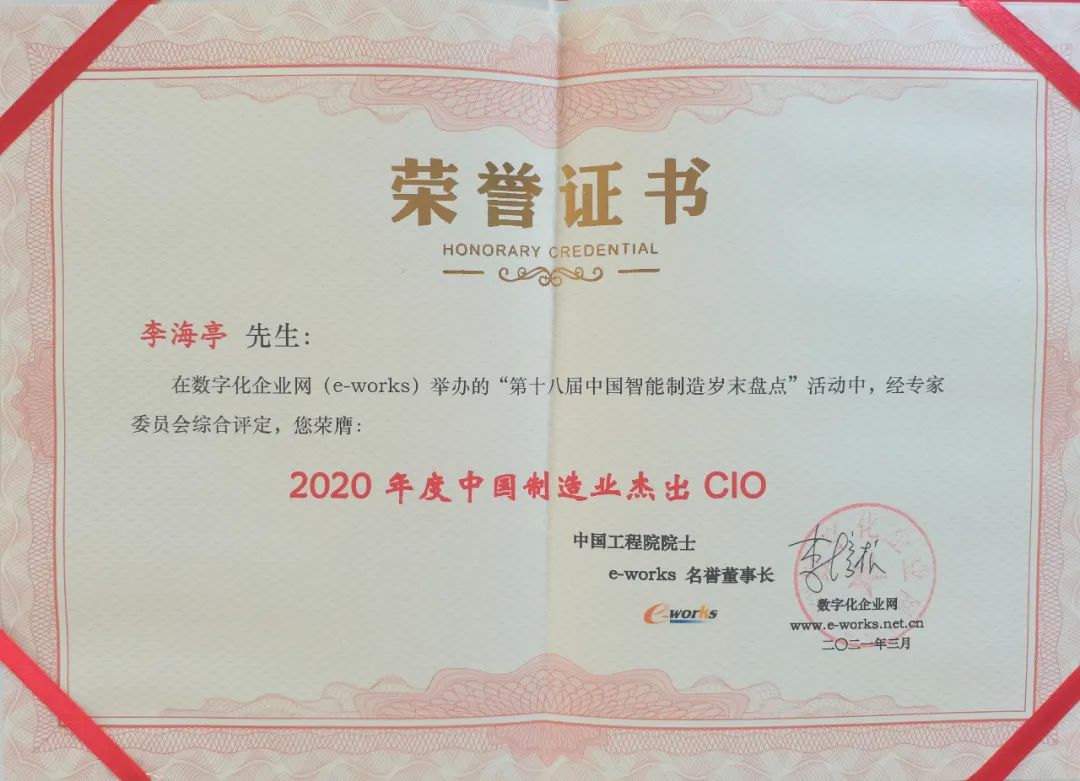 荣誉证书
HONORARY CREDENTIAL
李海亭 先生：
在数字化企业网（e-works）举办的“第十八届中国智能制造岁末盘点”活动中，经专家
委员会综合评定，您荣膺：
2020 年度中国制造业杰出 CIO
中国工程院院士
e-works 名誉董事长
e-works
数字化企业网
www.e-works.net.cn
二〇二一年三月